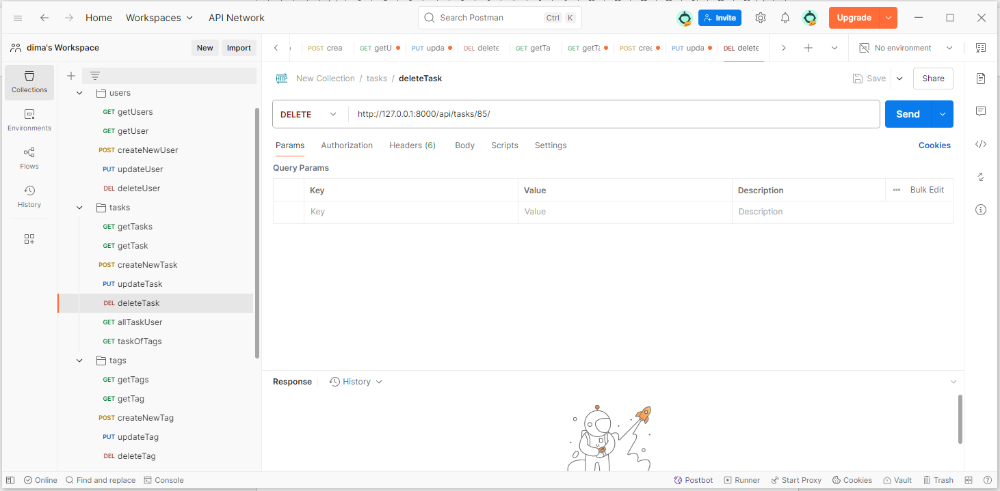 Home Workspaces API Network Search Postman Ctrl K Invite Upgrade
dima's Workspace New Import POST crea GET getU PUT upda DEL delete GET getTa GET getTa POST crea PUT upda DEL delete No environment
Collections
Environments
Flows
History
users
GET getUsers
GET getUser
POST createNewUser
PUT updateUser
DEL deleteUser
tasks
GET getTasks
GET getTask
POST createNewTask
PUT updateTask
DEL deleteTask
GET allTaskUser
GET taskOfTags
tags
GET getTags
GET getTag
POST createNewTag
PUT updateTag
DEL deleteTag
HTTP New Collection / tasks / deleteTask Save Share
DELETE http://127.0.0.1:8000/api/tasks/85/ Send
Params Authorization Headers (6) Body Scripts Settings Cookies
Query Params
Key Value Description Bulk Edit
Key Value Description
Response History
Online Find and replace Console Postbot Runner Start Proxy Cookies Vault Trash